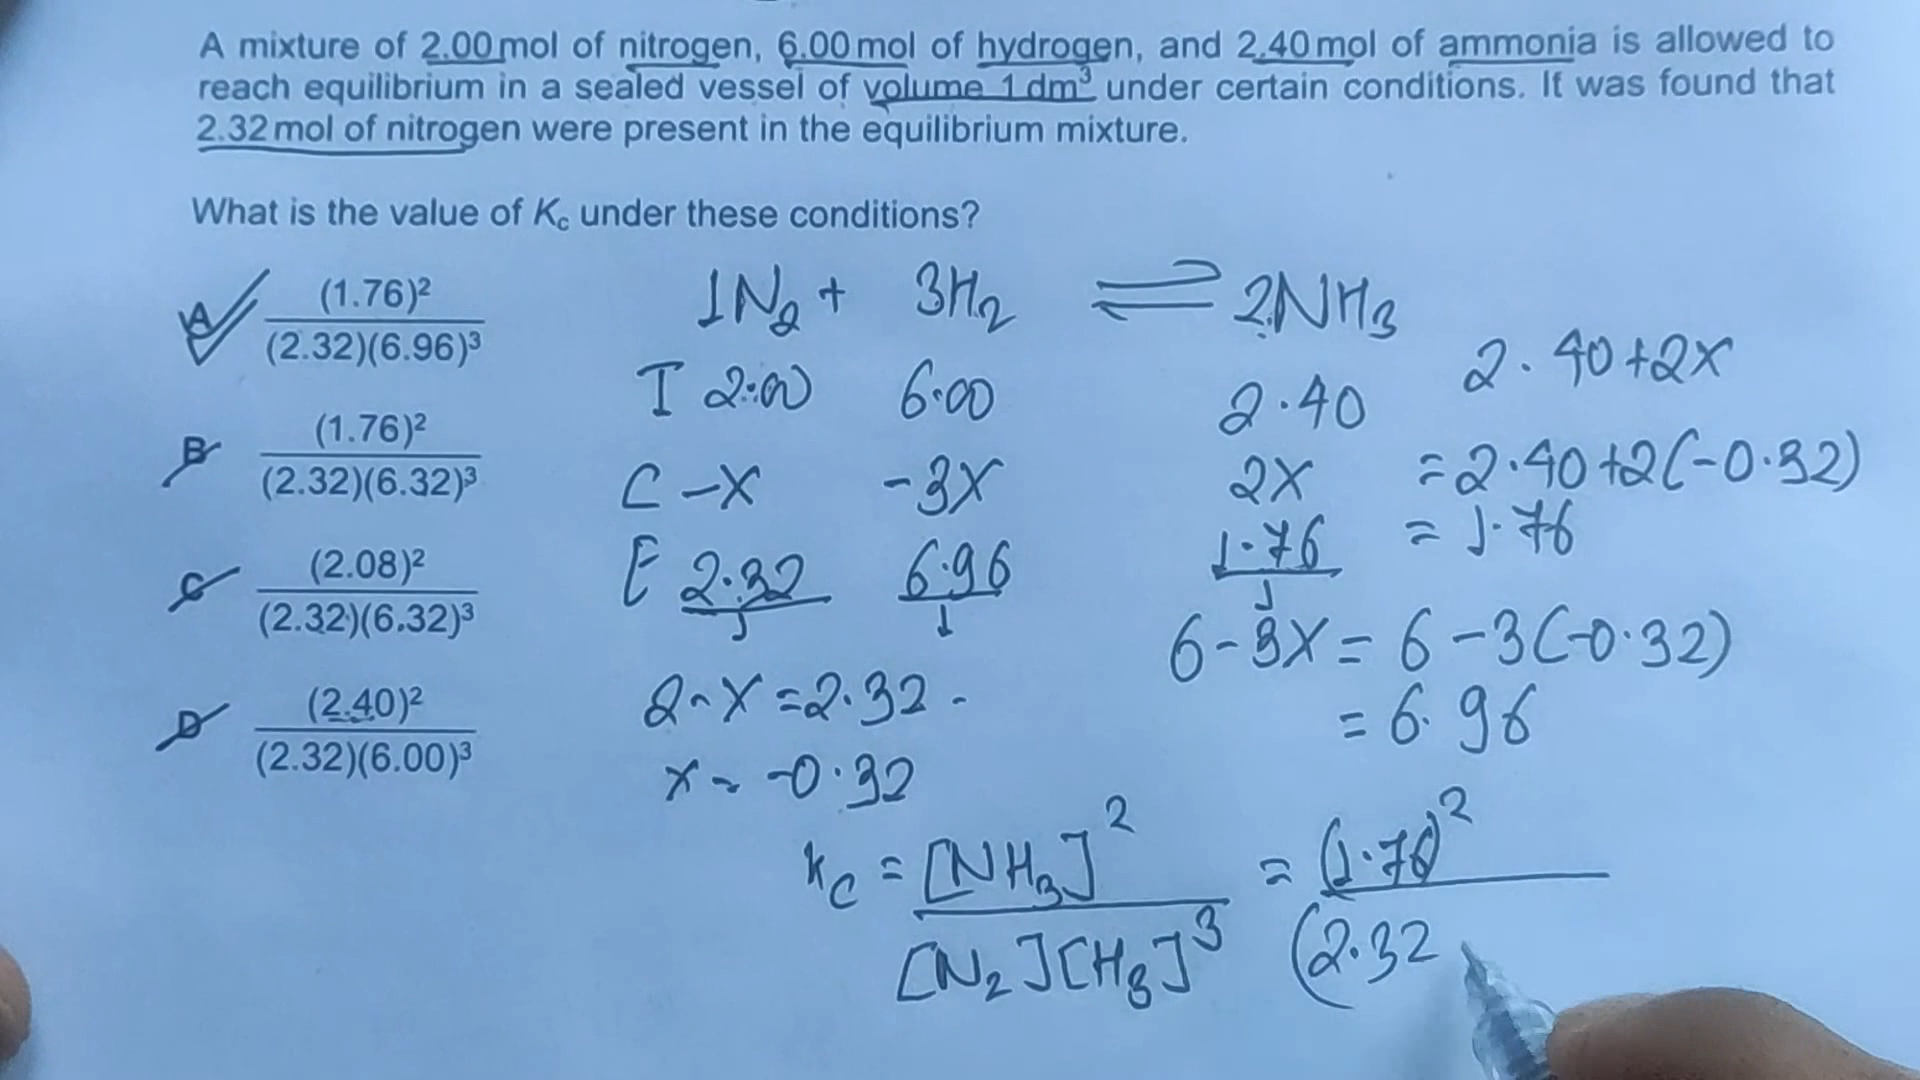 A mixture of 2.00 mol of nitrogen, 6.00 mol of hydrogen, and 2.40 mol of ammonia is allowed to
reach equilibrium in a sealed vessel of volume 1 dm³ under certain conditions. It was found that
2.32 mol of nitrogen were present in the equilibrium mixture.
What is the value of Kc under these conditions?
A (1.76)²
(2.32)(6.96)³
B (1.76)²
(2.32)(6.32)³
C (2.08)²
(2.32)(6.32)³
D (2.40)²
(2.32)(6.00)³
1N₂ + 3H₂ ⇌ 2NH₃
I 2.00 6.00 2.40
C -x -3x 2x
E 2.32 6.96 1.76
2-x = 2.32
x = -0.32
2.40+2x
= 2.40+2(-0.32)
= 1.76
6-3x = 6-3(-0.32)
= 6.96
Kc = [NH₃]² = (1.76)²
[N₂][H₃]³ (2.32